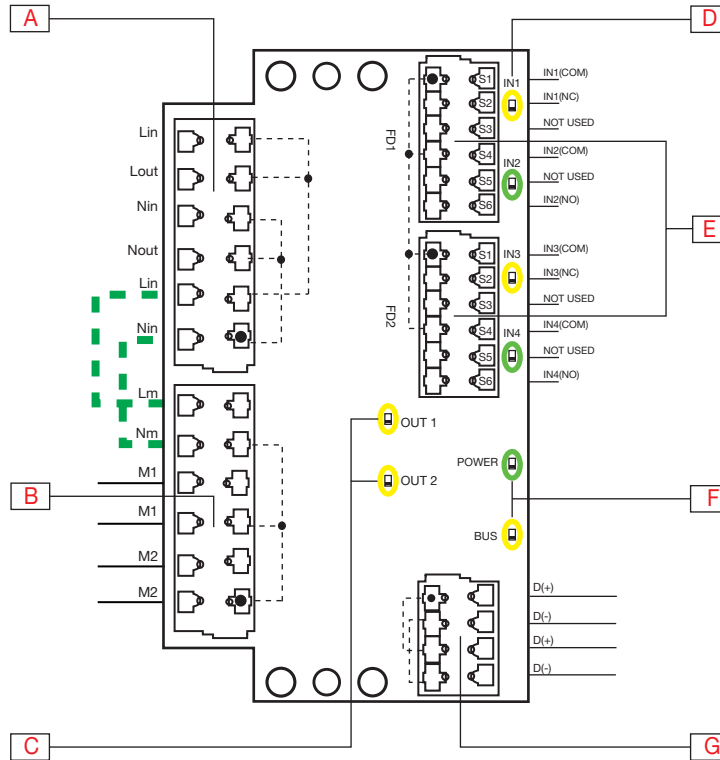 A
D
Lin
Lout
Nin
Nout
Lin
Nin
Lm
Nm
M1
M1
M2
M2
B
C
FD1
S1
S2
S3
S4
S5
S6
IN1
IN2
IN1(COM)
IN1(NC)
NOT USED
IN2(COM)
NOT USED
IN2(NO)
E
FD2
S1
S2
S3
S4
S5
S6
IN3
IN4
IN3(COM)
IN3(NC)
NOT USED
IN4(COM)
NOT USED
IN4(NO)
OUT 1
OUT 2
POWER
BUS
F
D(+)
D(-)
D(+)
D(-)
G